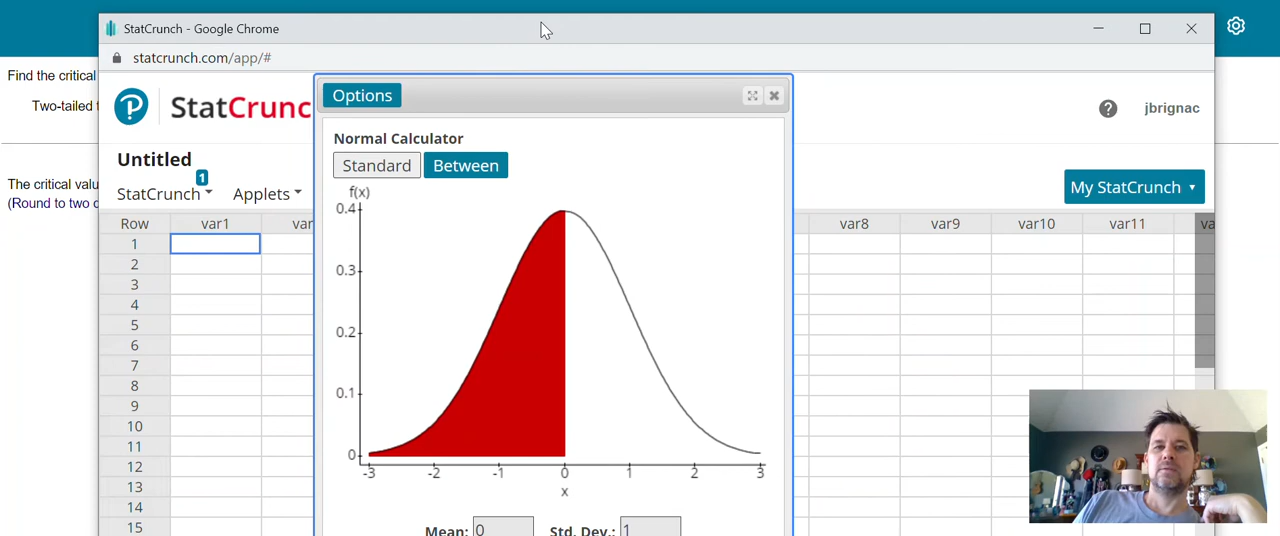 StatCrunch - Google Chrome
statcrunch.com/app/#
Find the critical
Two-tailed
The critical valu
(Round to two
StatCrunc
jbrignac
Untitled
1
StatCrunch Applets
My StatCrunch
Options
Normal Calculator
Standard Between
f(x)
0.4
0.3
0.2
0.1
0
-3 -2 -1 0 1 2 3
x
Mean: 0 Std. Dev.: 1
Row var1 var var8 var9 var10 var11 va
1
2
3
4
5
6
7
8
9
10
11
12
13
14
15